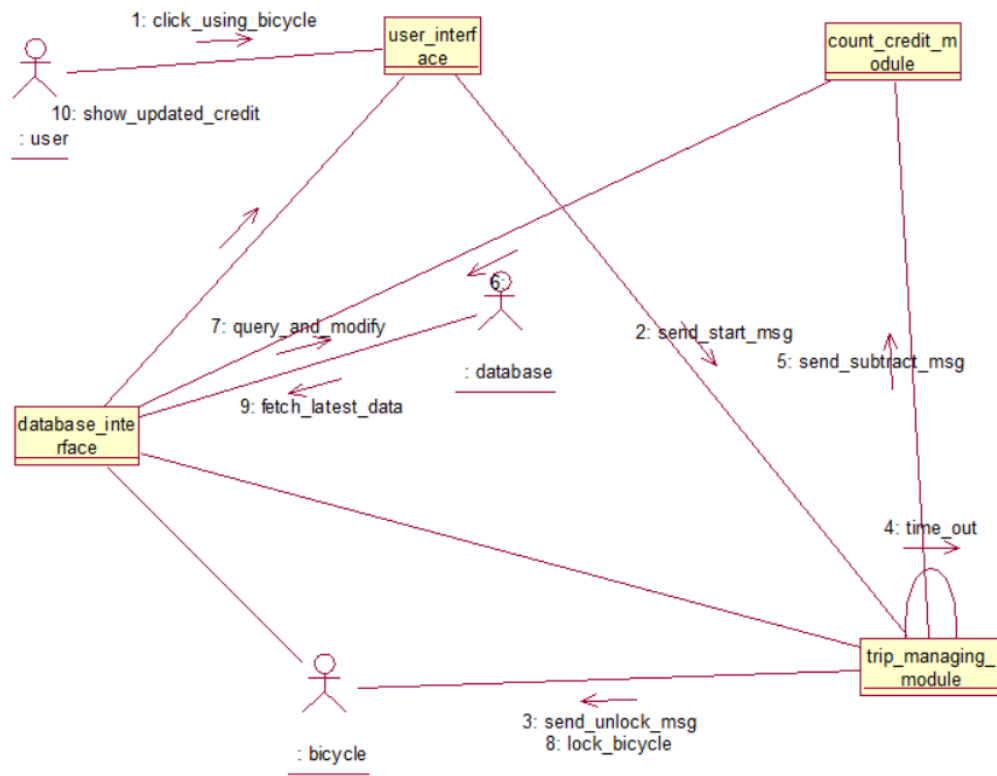 1: click_using_bicycle
user_interf
ace
count_credit_m
odule
10: show_updated_credit
: user
6:
7: query_and_modify
2: send_start_msg
5: send_subtract_msg
: database
9: fetch_latest_data
database_inte
rface
4: time_out
trip_managing_
module
3: send_unlock_msg
8: lock_bicycle
: bicycle